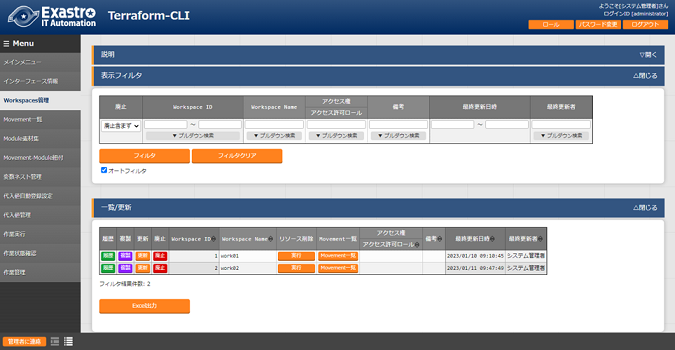 Exastro
IT Automation
Terraform-CLI
ようこそ[システム管理者]さん
ログインID [administrator]
ロール
パスワード変更
ログアウト
☰ Menu
メインメニュー
インターフェース情報
Workspaces管理
Movement一覧
Module素材集
Movement-Module紐付
変数ネスト管理
代入値自動登録設定
代入値管理
作業実行
作業状態確認
作業管理
説明
▽開く
表示フィルタ
△閉じる
廃止
Workspace ID
Workspace Name
アクセス権
アクセス許可ロール
備考
最終更新日時
最終更新者
廃止含まず
～
～
▼ プルダウン検索
▼ プルダウン検索
▼ プルダウン検索
▼ プルダウン検索
▼ プルダウン検索
フィルタ
フィルタクリア
オートフィルタ
一覧/更新
△閉じる
履歴 複製 更新 廃止 Workspace ID Workspace Name リソース削除 Movement一覧 アクセス権 アクセス許可ロール 備考 最終更新日時 最終更新者
履歴 複製 更新 廃止 1 work01 実行 Movement一覧 2023/01/10 09:10:45 システム管理者
履歴 複製 更新 廃止 2 work02 実行 Movement一覧 2023/01/11 09:47:49 システム管理者
フィルタ結果件数: 2
Excel出力
管理者に連絡